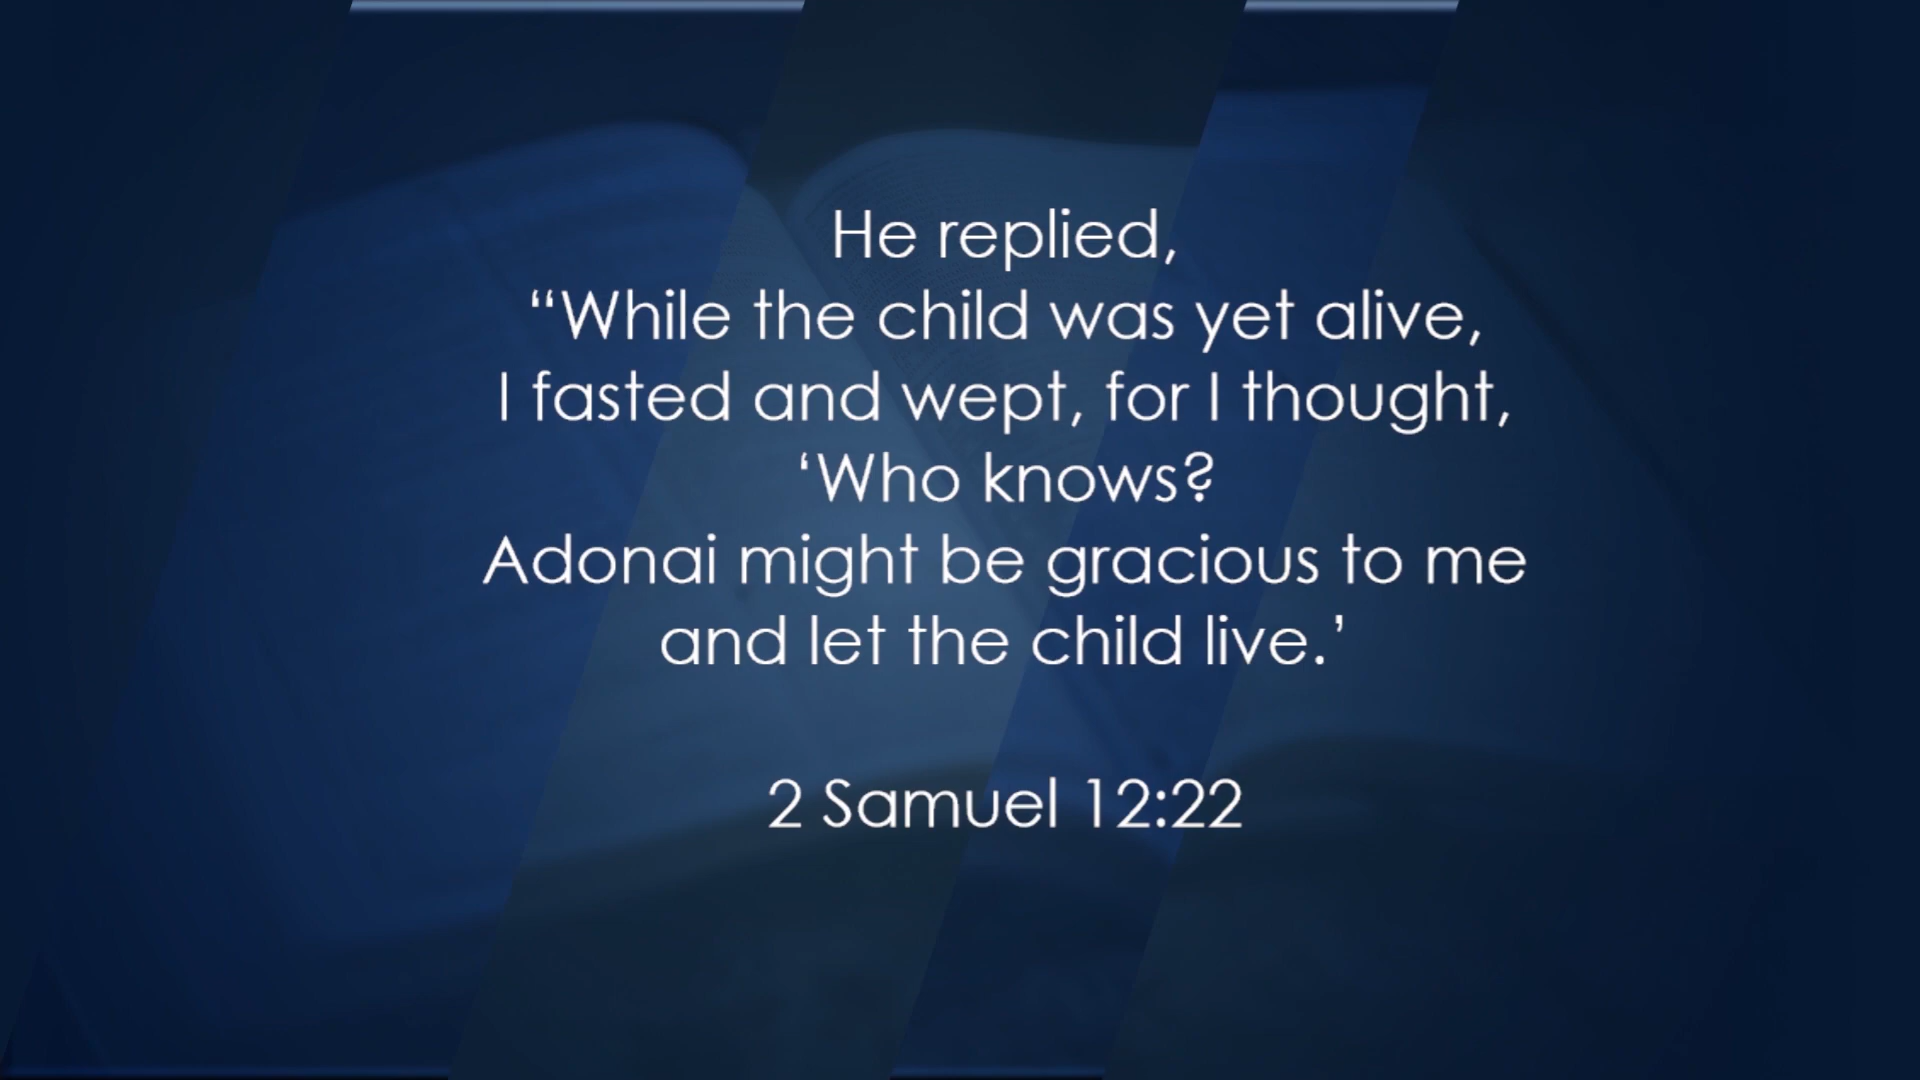 He replied,
“While the child was yet alive,
I fasted and wept, for I thought,
‘Who knows?
Adonai might be gracious to me
and let the child live.’
2 Samuel 12:22